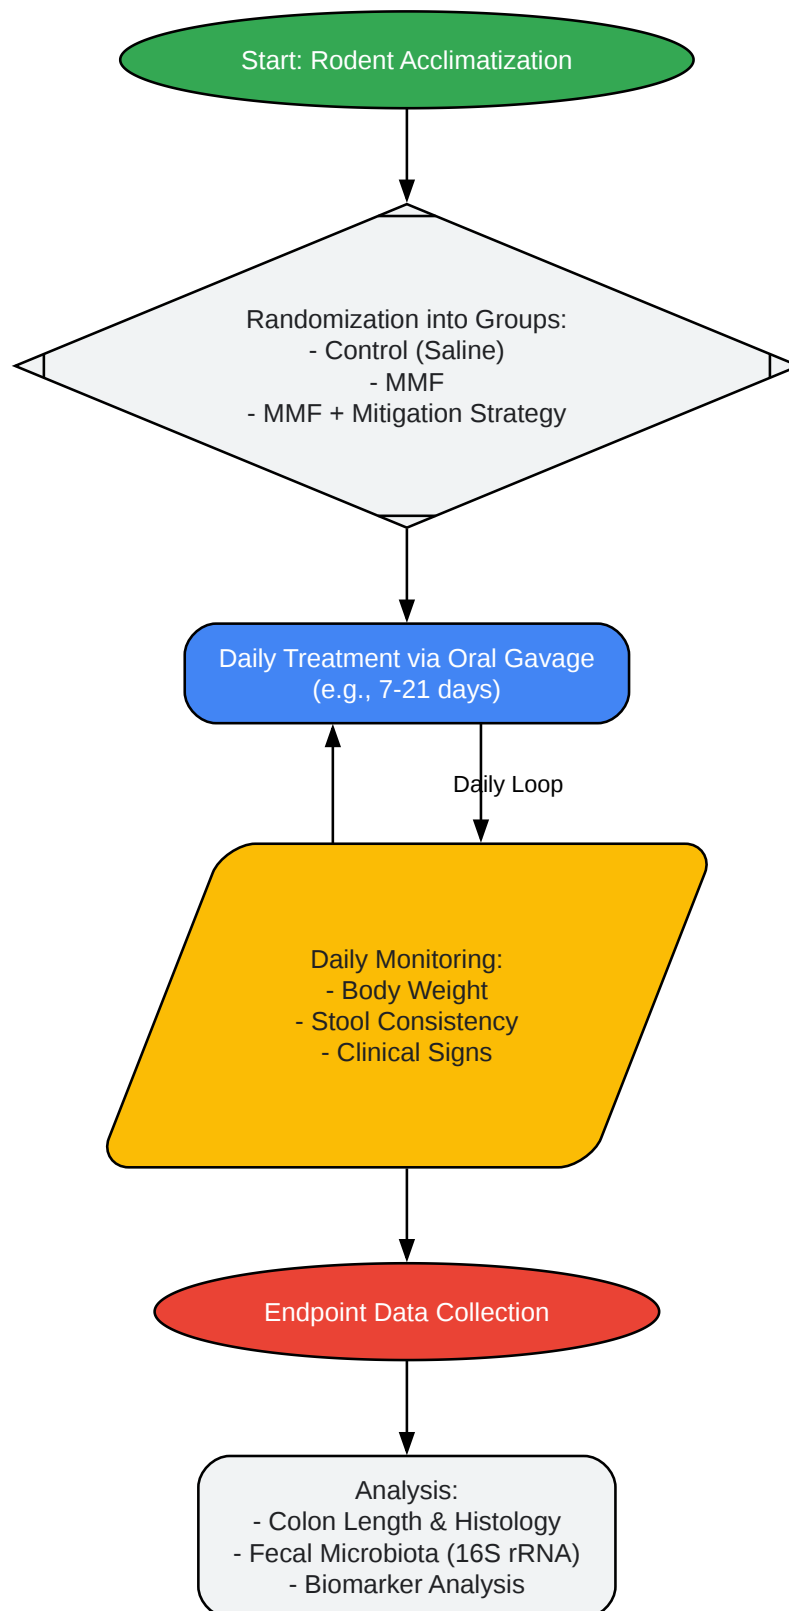 Start: Rodent Acclimatization
Randomization into Groups:
- Control (Saline)
- MMF
- MMF + Mitigation Strategy
Daily Treatment via Oral Gavage
(e.g., 7-21 days)
Daily Loop
Daily Monitoring:
- Body Weight
- Stool Consistency
- Clinical Signs
Endpoint Data Collection
Analysis:
- Colon Length & Histology
- Fecal Microbiota (16S rRNA)
- Biomarker Analysis